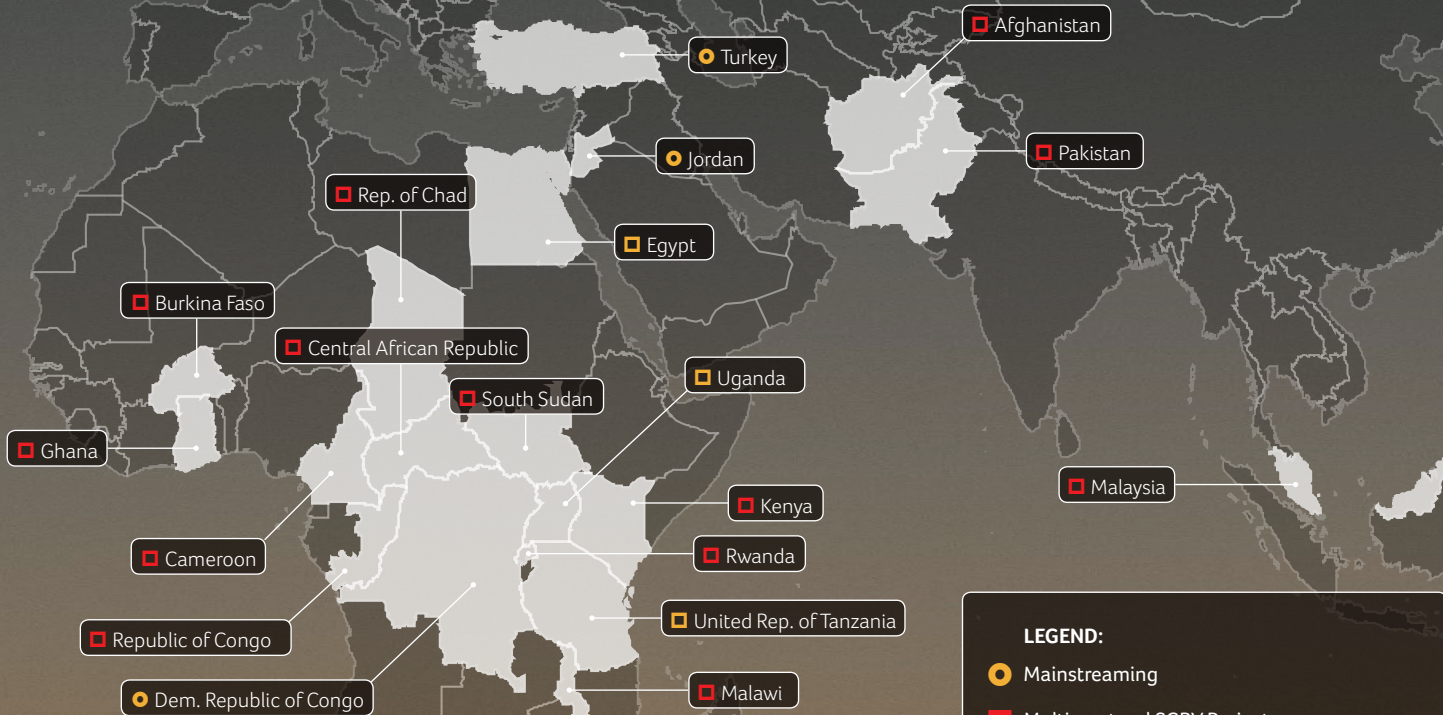 Afghanistan
Turkey
Pakistan
Jordan
Rep. of Chad
Egypt
Burkina Faso
Central African Republic
Uganda
South Sudan
Ghana
Malaysia
Kenya
Cameroon
Rwanda
United Rep. of Tanzania
Republic of Congo
LEGEND:
Mainstreaming
Malawi
Dem. Republic of Congo